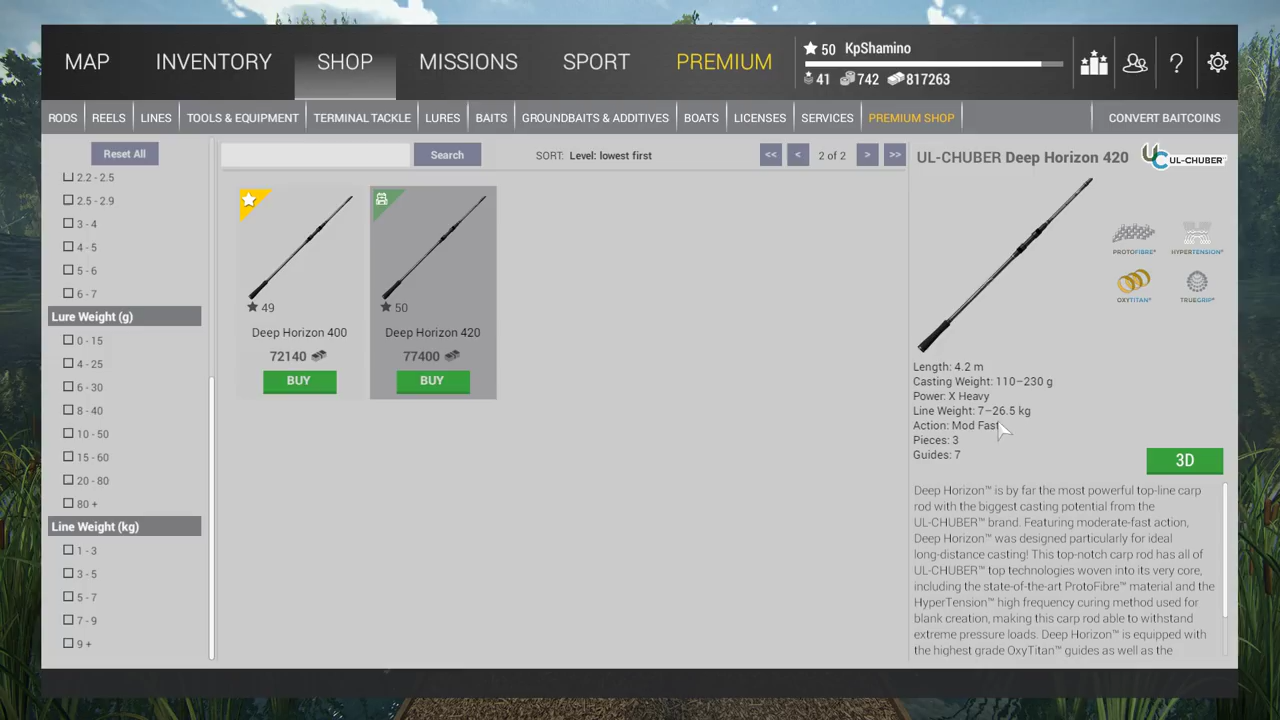 MAP
INVENTORY
SHOP
MISSIONS
SPORT
PREMIUM
50 KpShamino
41 742 817263
?
RODS
REELS
LINES
TOOLS & EQUIPMENT
TERMINAL TACKLE
LURES
BAITS
GROUNDBAITS & ADDITIVES
BOATS
LICENSES
SERVICES
PREMIUM SHOP
CONVERT BAITCOINS
Reset All
2.2 - 2.5
2.5 - 2.9
3 - 4
4 - 5
5 - 6
6 - 7
Lure Weight (g)
0 - 15
4 - 25
6 - 30
8 - 40
10 - 50
15 - 60
20 - 80
80 +
Line Weight (kg)
1 - 3
3 - 5
5 - 7
7 - 9
9 +
Search
SORT: Level: lowest first
<< < 2 of 2 > >>
49
Deep Horizon 400
72140
BUY
50
Deep Horizon 420
77400
BUY
UL-CHUBER Deep Horizon 420
UC UL-CHUBER
PROTOFIBRE®
HYPERTENSION®
OXYTITAN®
TRUEGRIP®
Length: 4.2 m
Casting Weight: 110–230 g
Power: X Heavy
Line Weight: 7–26.5 kg
Action: Mod Fast
Pieces: 3
Guides: 7
3D
Deep Horizon™ is by far the most powerful top-line carp
rod with the biggest casting potential from the
UL-CHUBER™ brand. Featuring moderate-fast action,
Deep Horizon™ was designed particularly for ideal
long-distance casting! This top-notch carp rod has all of
UL-CHUBER™ top technologies woven into its very core,
including the state-of-the-art ProtoFibre™ material and the
HyperTension™ high frequency curing method used for
blank creation, making this carp rod able to withstand
extreme pressure loads. Deep Horizon™ is equipped with
the highest grade OxyTitan™ guides as well as the